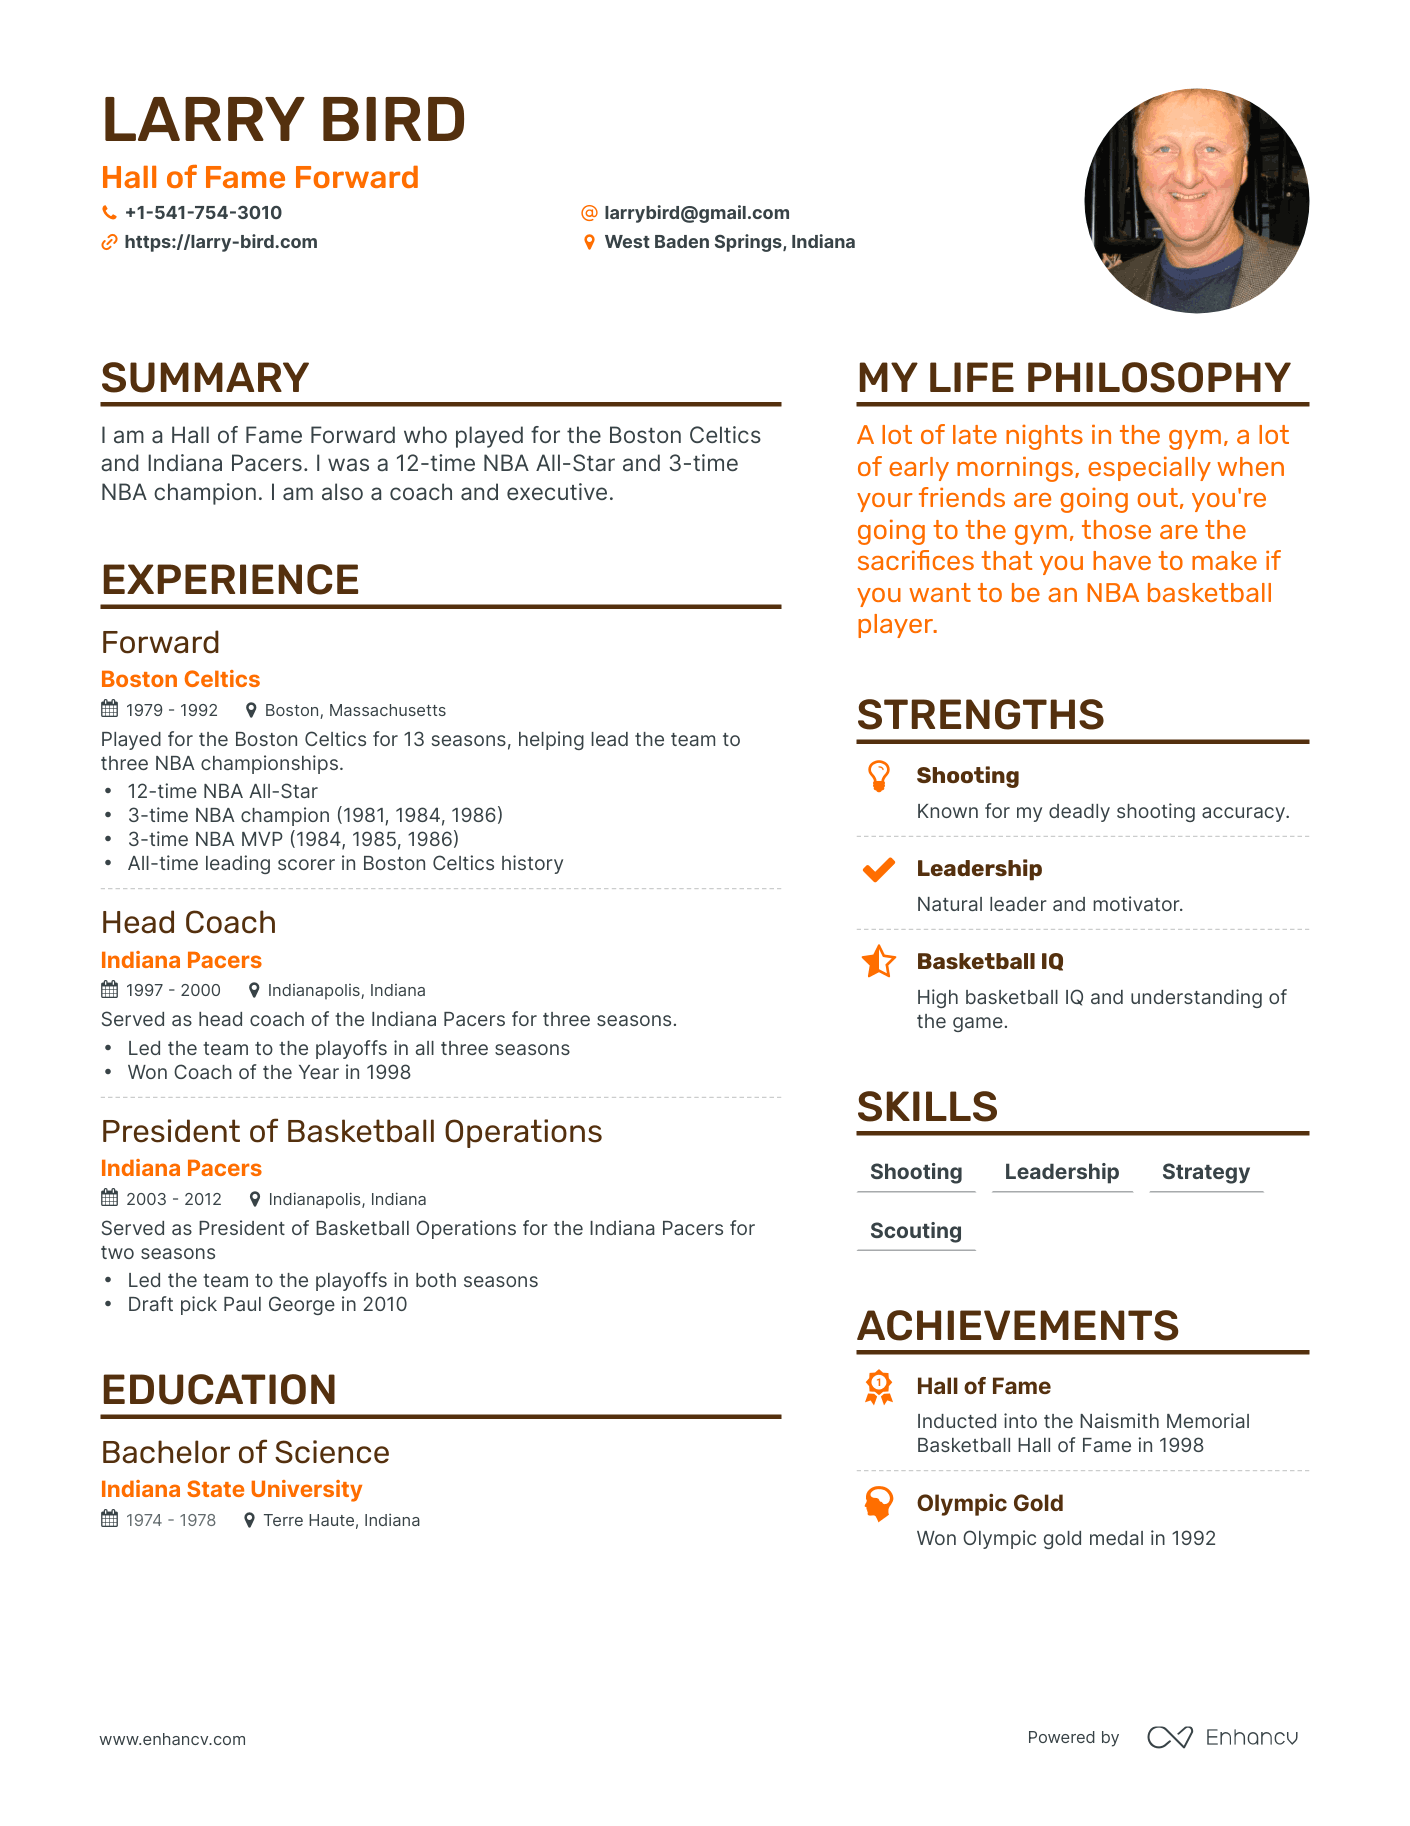 LARRY BIRD
Hall of Fame Forward
+1-541-754-3010
larrybird@gmail.com
https://larry-bird.com
West Baden Springs, Indiana
SUMMARY
I am a Hall of Fame Forward who played for the Boston Celtics
and Indiana Pacers. I was a 12-time NBA All-Star and 3-time
NBA champion. I am also a coach and executive.
EXPERIENCE
Forward
Boston Celtics
1979 - 1992 Boston, Massachusetts
Played for the Boston Celtics for 13 seasons, helping lead the team to
three NBA championships.
• 12-time NBA All-Star
• 3-time NBA champion (1981, 1984, 1986)
• 3-time NBA MVP (1984, 1985, 1986)
• All-time leading scorer in Boston Celtics history
Head Coach
Indiana Pacers
1997 - 2000 Indianapolis, Indiana
Served as head coach of the Indiana Pacers for three seasons.
• Led the team to the playoffs in all three seasons
• Won Coach of the Year in 1998
President of Basketball Operations
Indiana Pacers
2003 - 2012 Indianapolis, Indiana
Served as President of Basketball Operations for the Indiana Pacers for
two seasons
• Led the team to the playoffs in both seasons
• Draft pick Paul George in 2010
EDUCATION
Bachelor of Science
Indiana State University
1974 - 1978 Terre Haute, Indiana
MY LIFE PHILOSOPHY
A lot of late nights in the gym, a lot
of early mornings, especially when
your friends are going out, you're
going to the gym, those are the
sacrifices that you have to make if
you want to be an NBA basketball
player.
STRENGTHS
Shooting
Known for my deadly shooting accuracy.
Leadership
Natural leader and motivator.
Basketball IQ
High basketball IQ and understanding of
the game.
SKILLS
Shooting Leadership Strategy
Scouting
ACHIEVEMENTS
1
Hall of Fame
Inducted into the Naismith Memorial
Basketball Hall of Fame in 1998
Olympic Gold
Won Olympic gold medal in 1992
www.enhancv.com
Powered by Enhancv